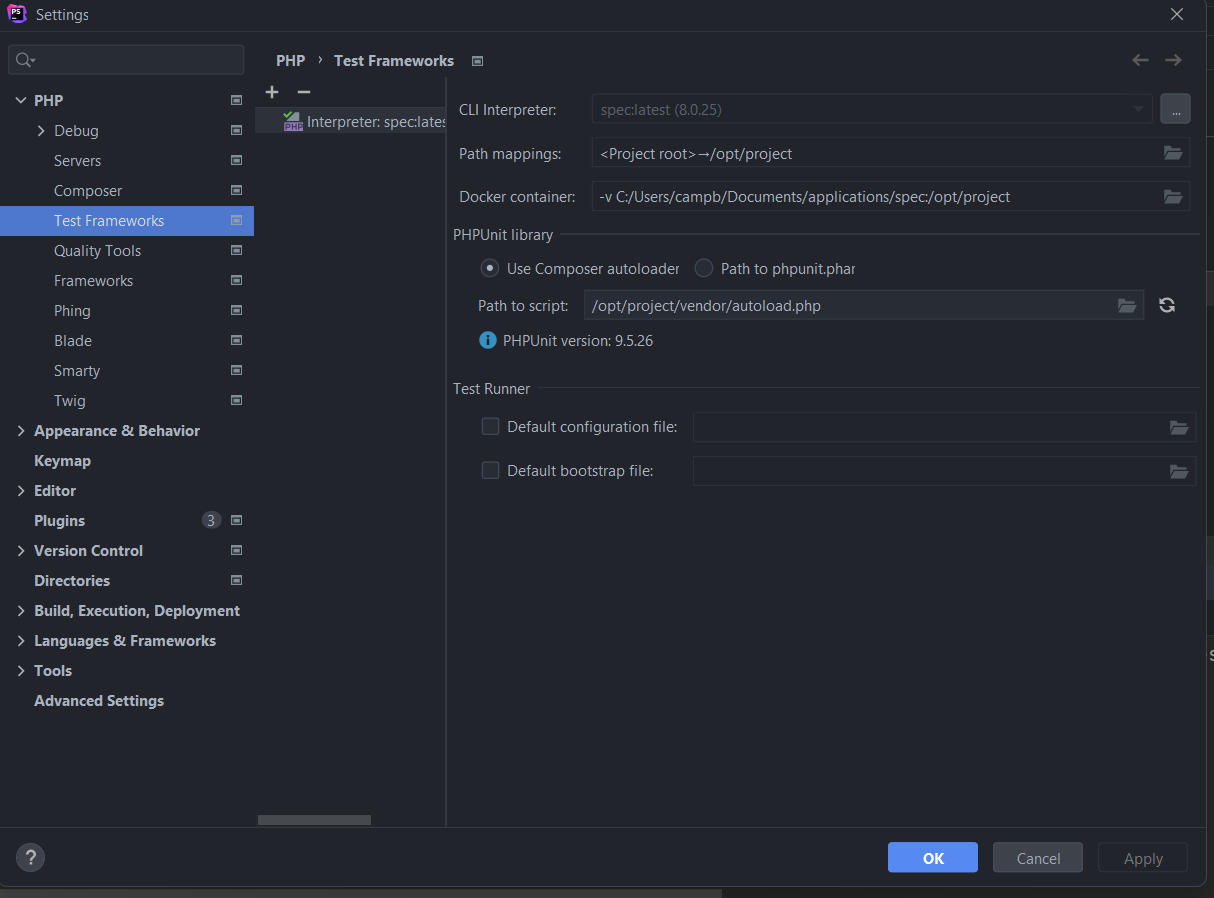 PS Settings
PHP
Debug
Servers
Composer
Test Frameworks
Quality Tools
Frameworks
Phing
Blade
Smarty
Twig
Appearance & Behavior
Keymap
Editor
Plugins 3
Version Control
Directories
Build, Execution, Deployment
Languages & Frameworks
Tools
Advanced Settings
PHP › Test Frameworks
PHP Interpreter: spec:lates
CLI Interpreter: spec:latest (8.0.25) ...
Path mappings: <Project root>→/opt/project
Docker container: -v C:/Users/campb/Documents/applications/spec:/opt/project
PHPUnit library
Use Composer autoloader Path to phpunit.phar
Path to script: /opt/project/vendor/autoload.php
i PHPUnit version: 9.5.26
Test Runner
Default configuration file:
Default bootstrap file:
? OK Cancel Apply